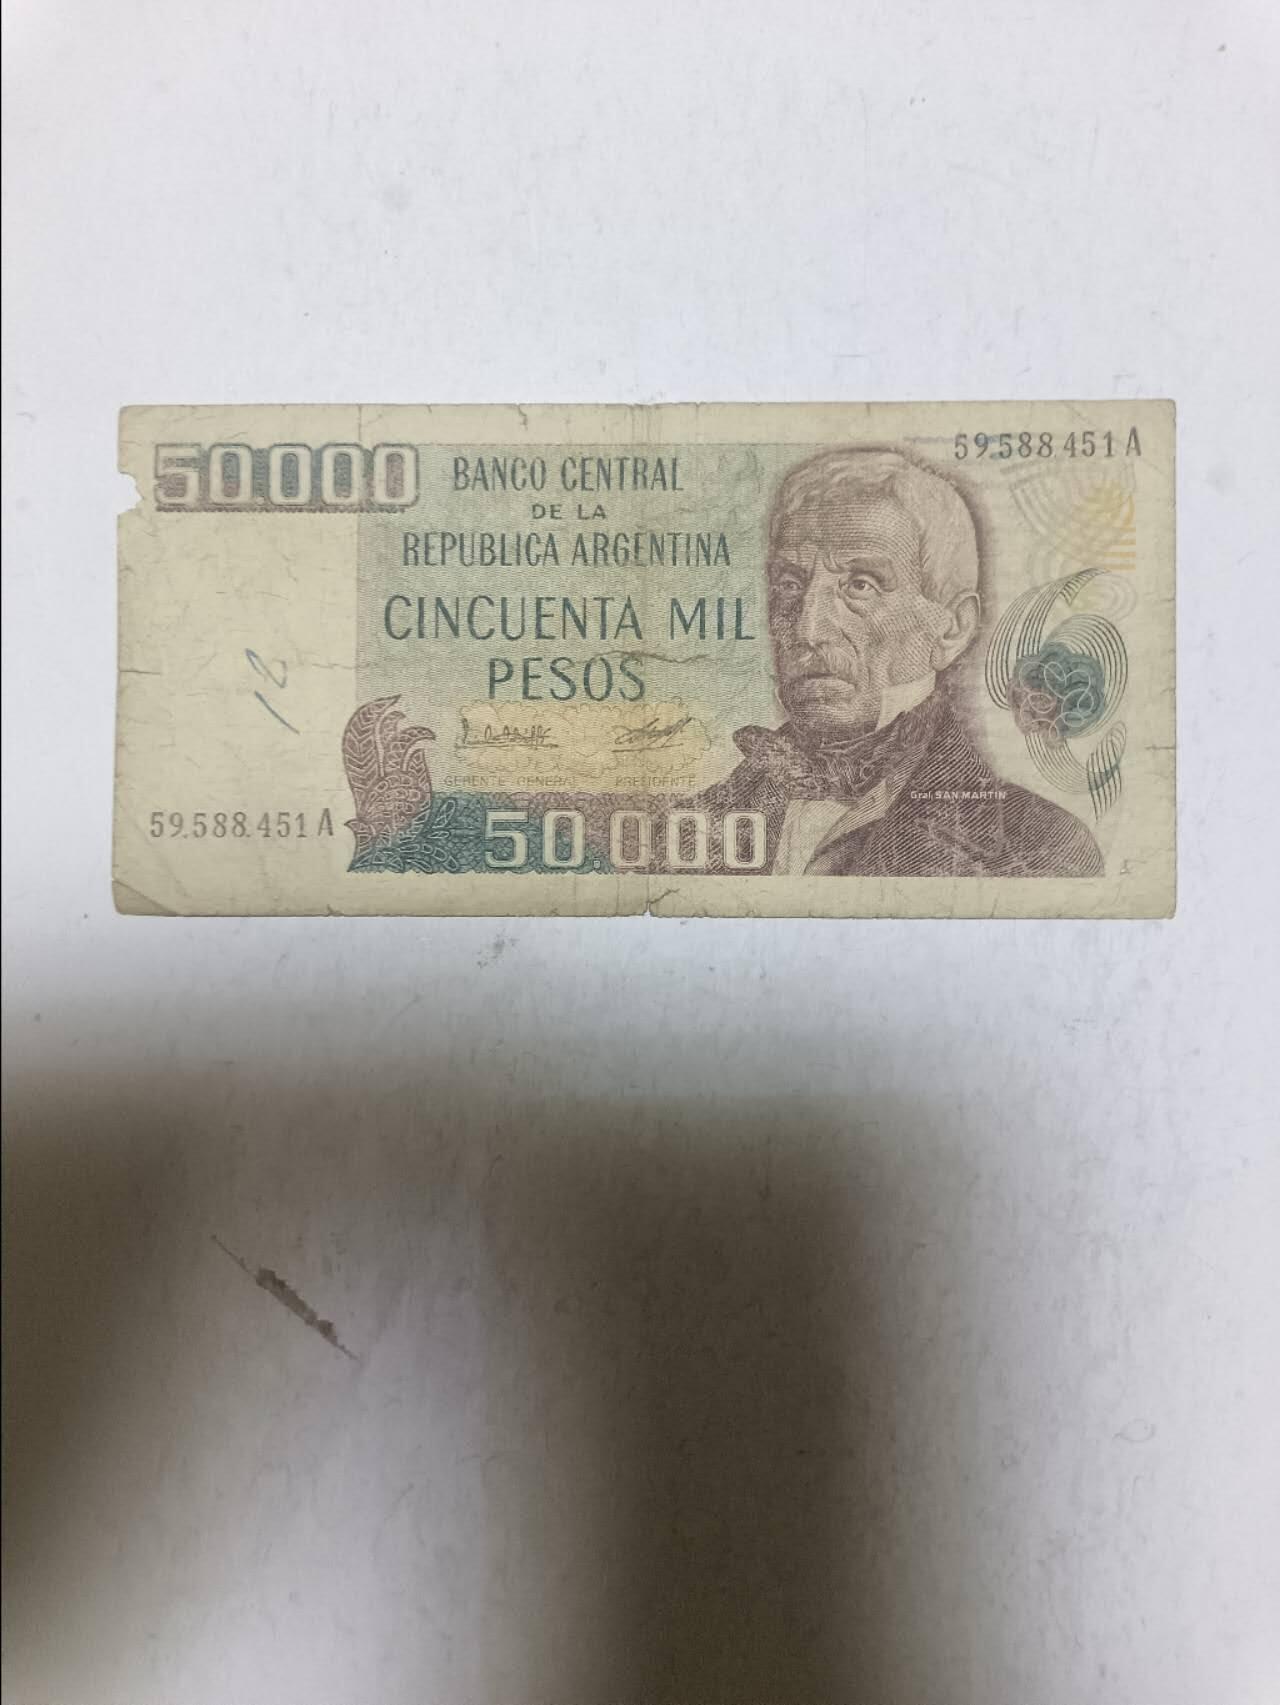 50.000
59.588.451 A
BANCO CENTRAL
DE LA
REPUBLICA ARGENTINA
CINCUENTA MIL
PESOS
GERENTE GENERAL PRESIDENTE
Gral. SAN MARTIN
59.588.451 A
50.000